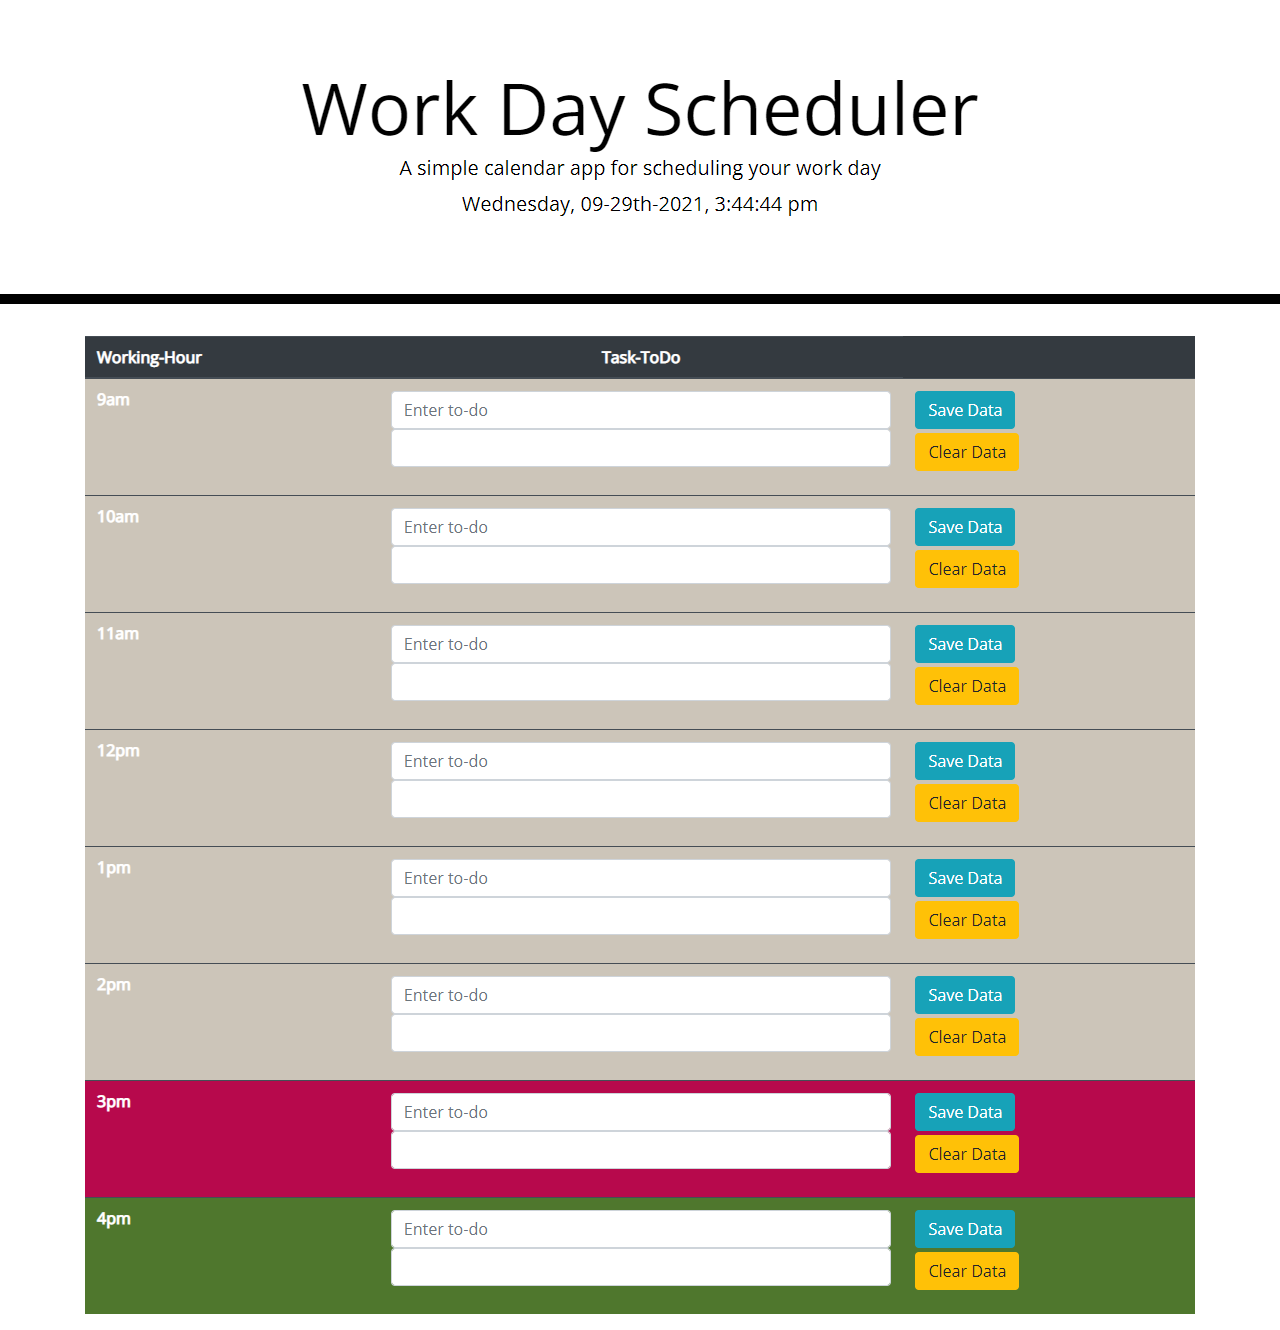 Work Day Scheduler
A simple calendar app for scheduling your work day
Wednesday, 09-29th-2021, 3:44:44 pm
Working-Hour Task-ToDo
9am Enter to-do Save Data
Clear Data
10am Enter to-do Save Data
Clear Data
11am Enter to-do Save Data
Clear Data
12pm Enter to-do Save Data
Clear Data
1pm Enter to-do Save Data
Clear Data
2pm Enter to-do Save Data
Clear Data
3pm Enter to-do Save Data
Clear Data
4pm Enter to-do Save Data
Clear Data